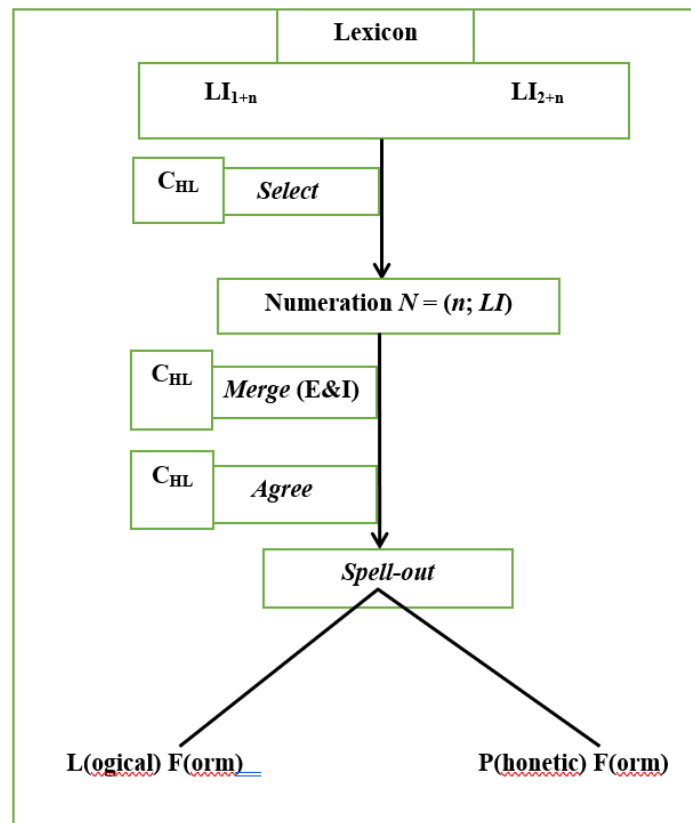 Lexicon
LI1+n LI2+n
CHL Select
Numeration N = (n; LI)
CHL Merge (E&I)
CHL Agree
Spell-out
L(ogical) F(orm) P(honetic) F(orm)